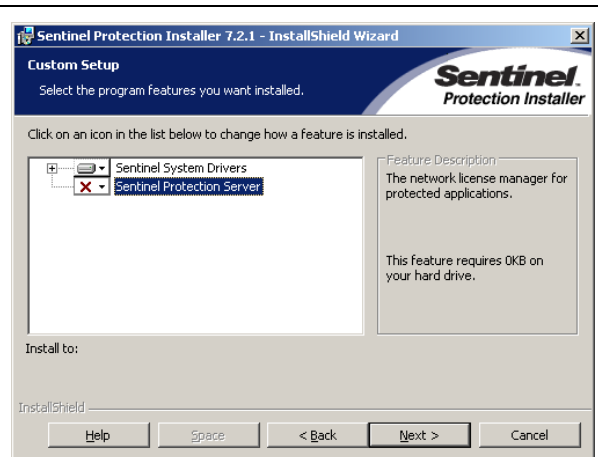 Sentinel Protection Installer 7.2.1 - InstallShield Wizard
Custom Setup
Select the program features you want installed.
Sentinel.
Protection Installer
Click on an icon in the list below to change how a feature is installed.
Sentinel System Drivers
Sentinel Protection Server
Feature Description
The network license manager for
protected applications.
This feature requires 0KB on
your hard drive.
Install to:
InstallShield
Help
Space
< Back
Next >
Cancel